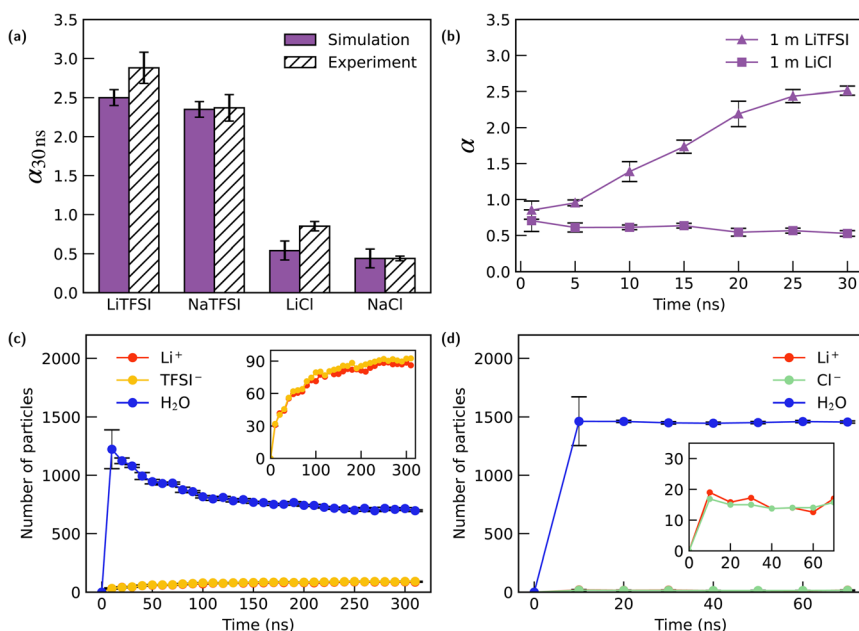 (a)
3.5
3.0
2.5
2.0
1.5
1.0
0.5
0.0
α30 ns
Simulation
Experiment
LiTFSI NaTFSI LiCl NaCl
(b)
3.5
3.0
2.5
2.0
1.5
1.0
0.5
0.0
α
1 m LiTFSI
1 m LiCl
0 5 10 15 20 25 30
Time (ns)
(c)
2000
1500
1000
500
0
Number of particles
Li+
TFSI−
H2O
90
60
30
0
0 100 200 300
0 50 100 150 200 250 300
Time (ns)
(d)
2000
1500
1000
500
0
Number of particles
Li+
Cl−
H2O
30
20
10
0
0 20 40 60
0 20 40 60
Time (ns)